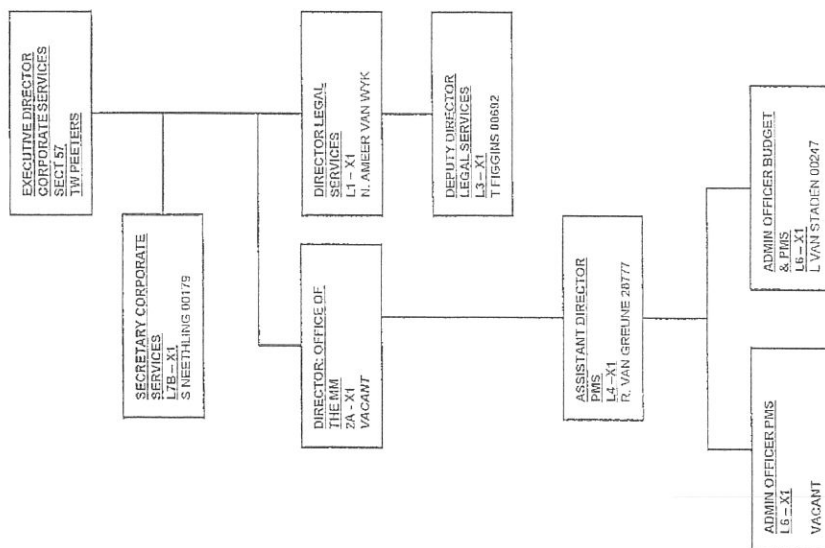 EXECUTIVE DIRECTOR
CORPORATE SERVICES
SECT 57
TW PEETERS
SECRETARY CORPORATE
SERVICES
L7B – X1
S NEETHLING 00179
DIRECTOR: OFFICE OF
THE MM
2A - X1
VACANT
DIRECTOR LEGAL
SERVICES
L1 – X1
N. AMEER VAN WYK
DEPUTY DIRECTOR
LEGAL SERVICES
L3 – X1
T FIGGINS 00692
ASSISTANT DIRECTOR
PMS
L4 –X1
R. VAN GREUNE 28777
ADMIN OFFICER PMS
L6 – X1
VACANT
ADMIN OFFICER BUDGET
& PMS
L6 – X1
L VAN STADEN 00247